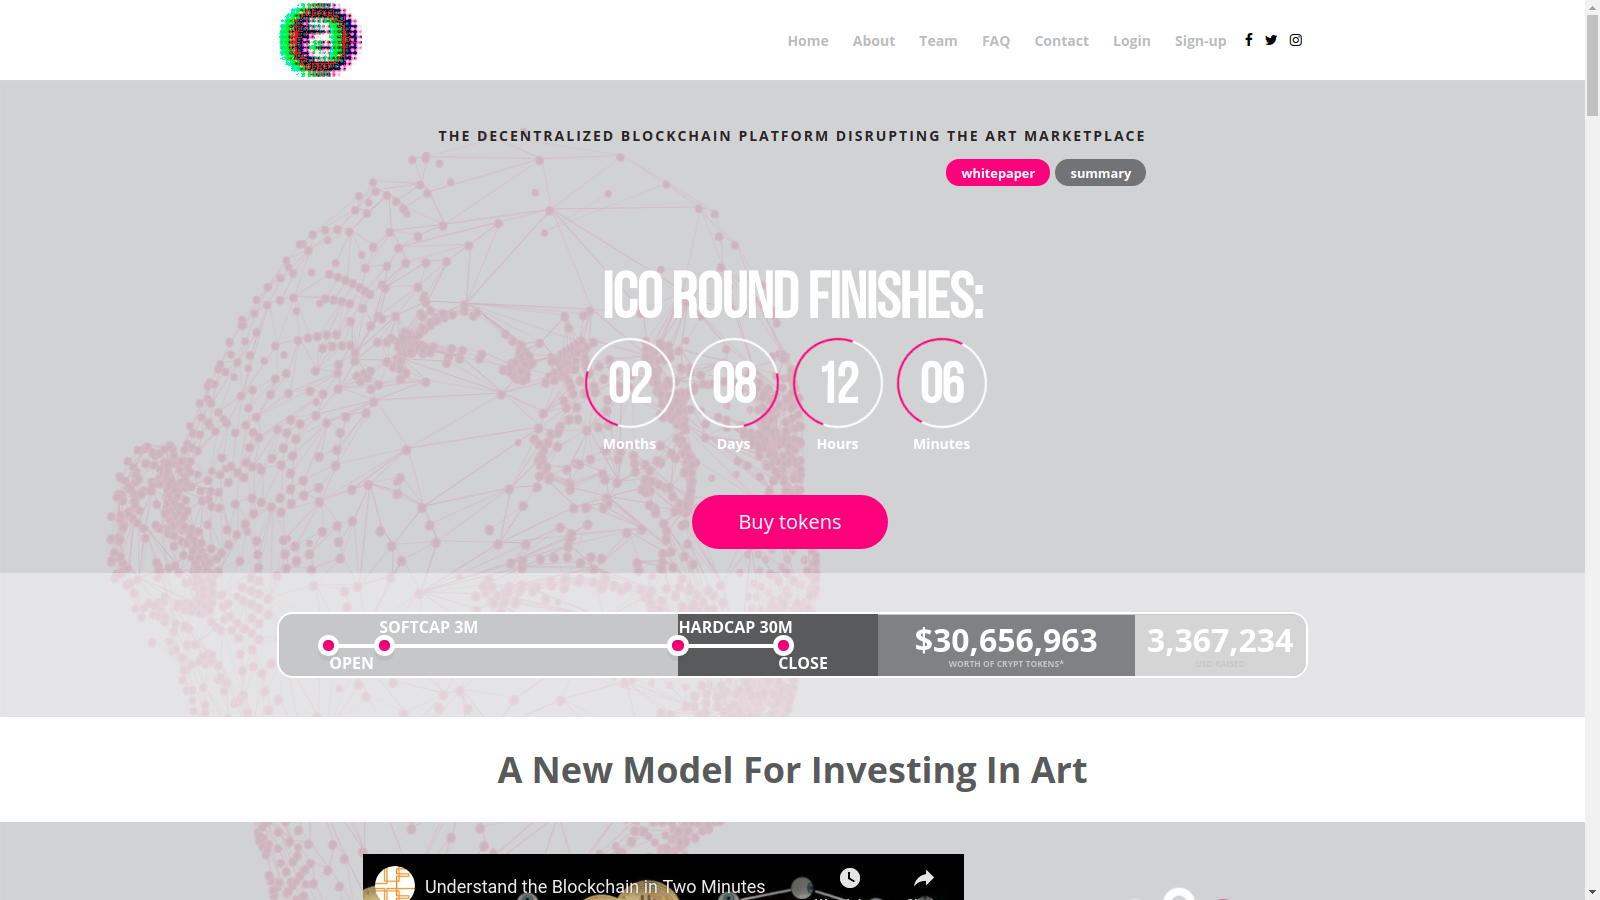 Home About Team FAQ Contact Login Sign-up
THE DECENTRALIZED BLOCKCHAIN PLATFORM DISRUPTING THE ART MARKETPLACE
whitepaper summary
ICO ROUND FINISHES:
02 08 12 06
Months Days Hours Minutes
Buy tokens
SOFTCAP 3M HARDCAP 30M
OPEN CLOSE
$30,656,963
WORTH OF CRYPT TOKENS*
3,367,234
USD RAISED
A New Model For Investing In Art
Understand the Blockchain in Two Minutes